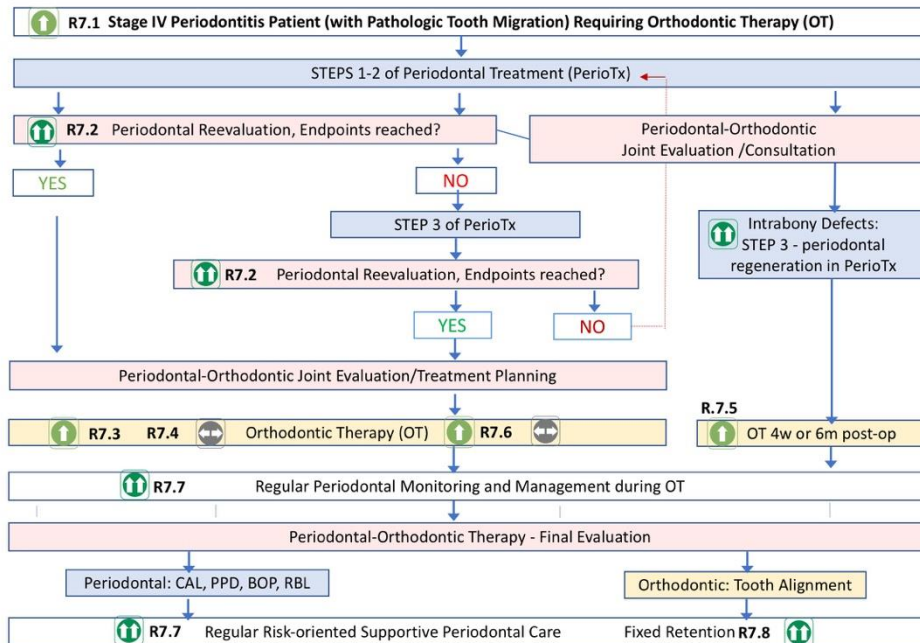 R7.1 Stage IV Periodontitis Patient (with Pathologic Tooth Migration) Requiring Orthodontic Therapy (OT)
STEPS 1-2 of Periodontal Treatment (PerioTx)
R7.2 Periodontal Reevaluation, Endpoints reached?
Periodontal-Orthodontic
Joint Evaluation /Consultation
YES
NO
STEP 3 of PerioTx
Intrabony Defects:
STEP 3 - periodontal
regeneration in PerioTx
R7.2 Periodontal Reevaluation, Endpoints reached?
YES
NO
Periodontal-Orthodontic Joint Evaluation/Treatment Planning
R7.3 R7.4 Orthodontic Therapy (OT) R7.6
R.7.5
OT 4w or 6m post-op
R7.7 Regular Periodontal Monitoring and Management during OT
Periodontal-Orthodontic Therapy - Final Evaluation
Periodontal: CAL, PPD, BOP, RBL
Orthodontic: Tooth Alignment
R7.7 Regular Risk-oriented Supportive Periodontal Care
Fixed Retention R7.8